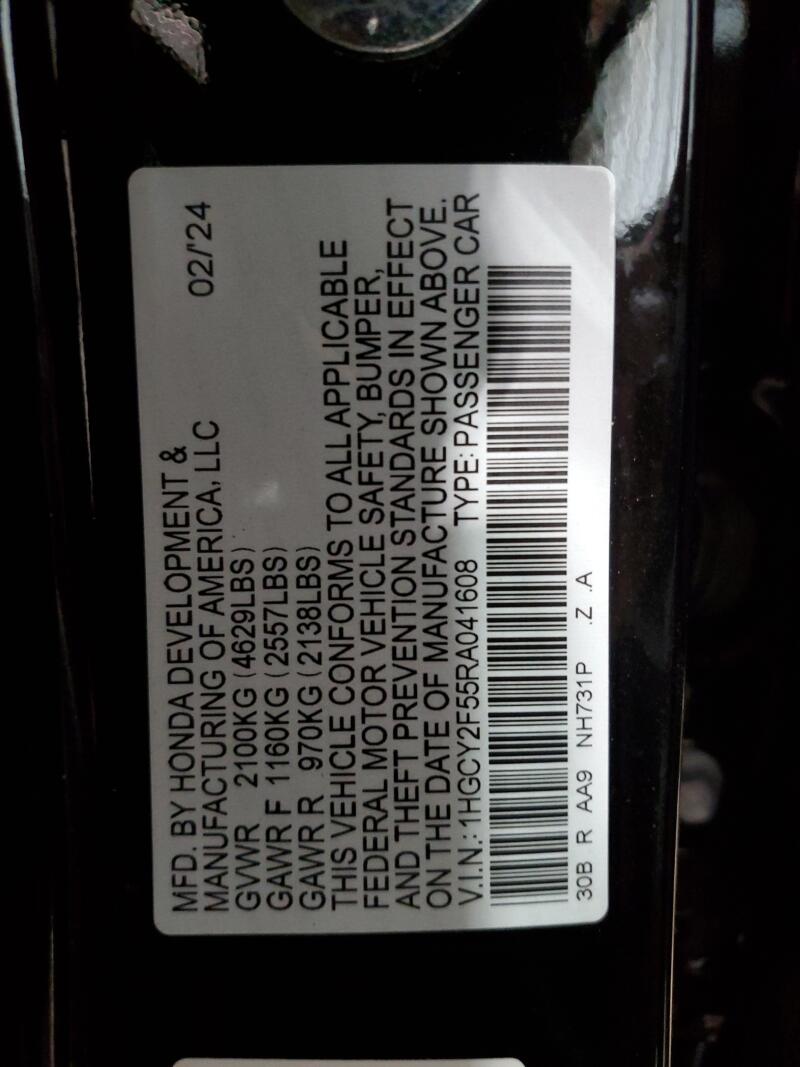 MFD. BY HONDA DEVELOPMENT &
MANUFACTURING OF AMERICA, LLC 02/'24
GVWR 2100KG (4629LBS)
GAWR F 1160KG (2557LBS)
GAWR R 970KG (2138LBS)
THIS VEHICLE CONFORMS TO ALL APPLICABLE
FEDERAL MOTOR VEHICLE SAFETY, BUMPER,
AND THEFT PREVENTION STANDARDS IN EFFECT
ON THE DATE OF MANUFACTURE SHOWN ABOVE.
V.I.N.: 1HGCY2F55RA041608 TYPE: PASSENGER CAR
30B R AA9 NH731P .Z .A